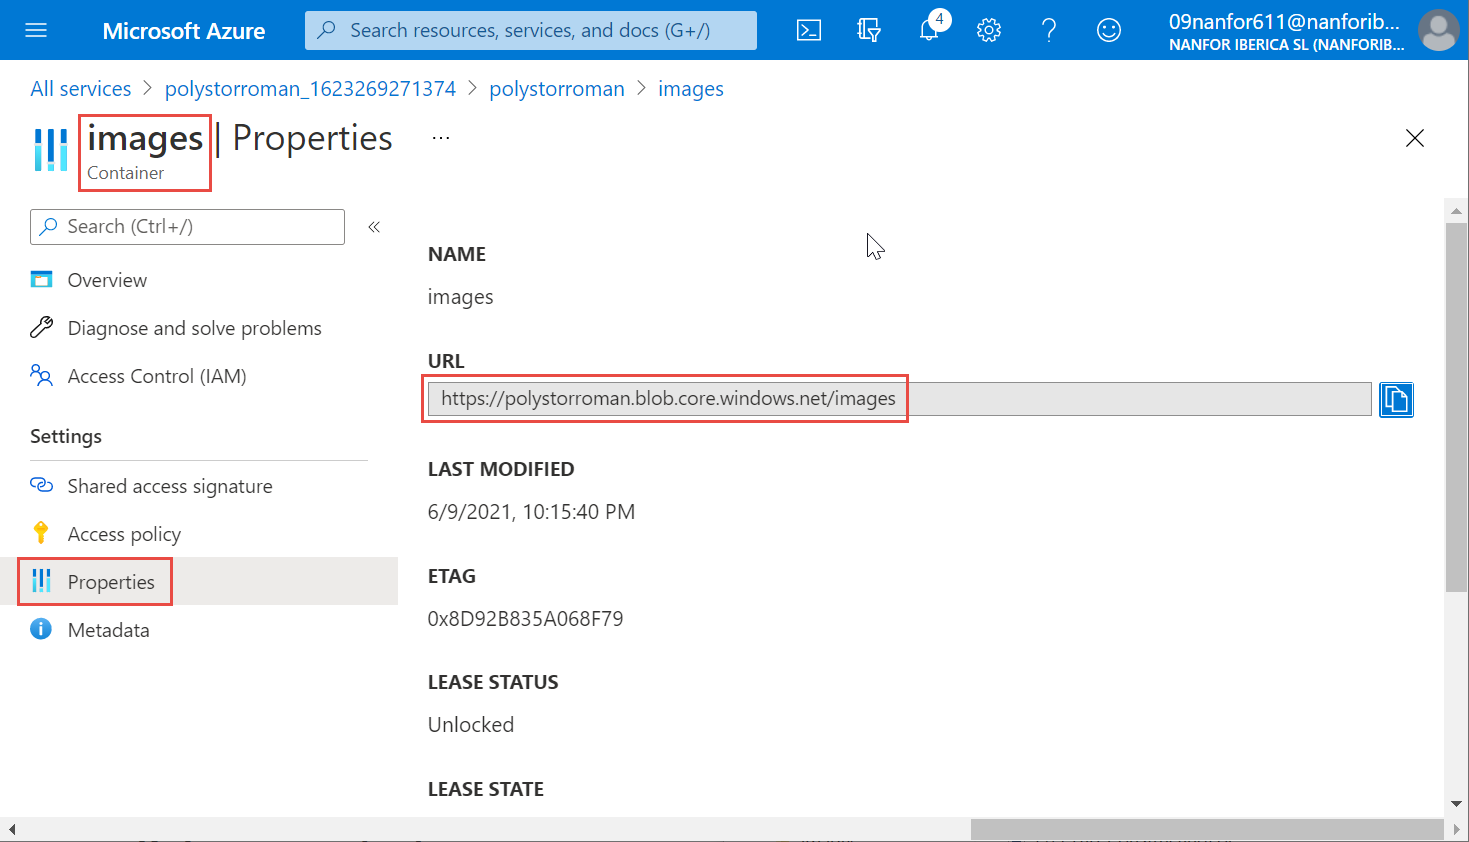 Microsoft Azure
Search resources, services, and docs (G+/)
4
09nanfor611@nanforib...
NANFOR IBERICA SL (NANFORIB...
All services > polystorroman_1623269271374 > polystorroman > images
images | Properties ...
Container
Search (Ctrl+/)
«
Overview
Diagnose and solve problems
Access Control (IAM)
Settings
Shared access signature
Access policy
Properties
Metadata
NAME
images
URL
https://polystorroman.blob.core.windows.net/images
LAST MODIFIED
6/9/2021, 10:15:40 PM
ETAG
0x8D92B835A068F79
LEASE STATUS
Unlocked
LEASE STATE